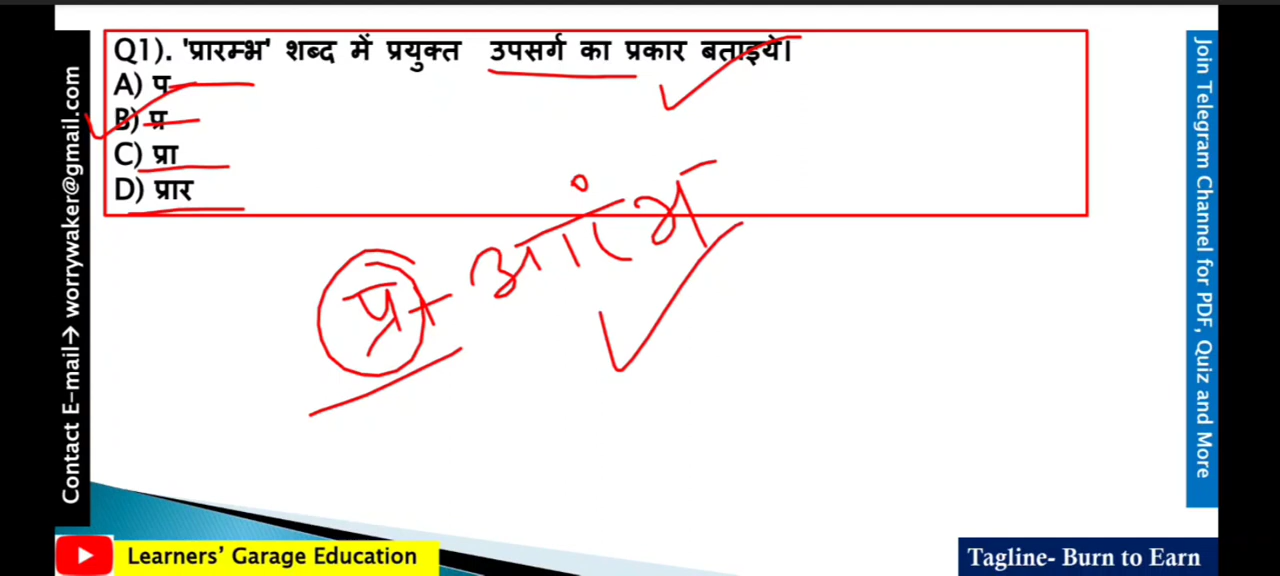 Q1). 'प्रारम्भ' शब्द में प्रयुक्त उपसर्ग का प्रकार बताइये।
A) प
B) प्र
C) प्रा
D) प्रार
प्र + आरंभ
Contact E-mail→ worrywaker@gmail.com
Join Telegram Channel for PDF, Quiz and More
Learners’ Garage Education
Tagline- Burn to Earn